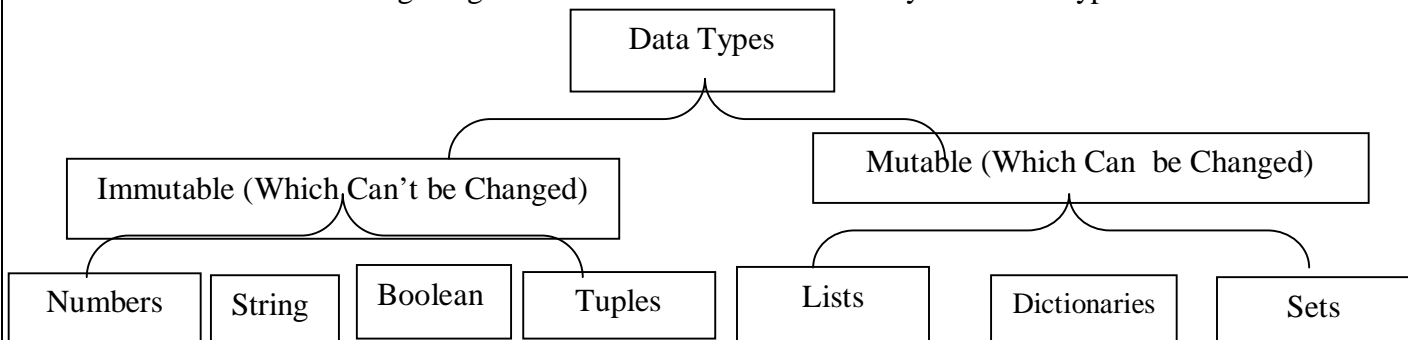 Data Types
Immutable (Which Can't be Changed)
Mutable (Which Can be Changed)
Numbers
String
Boolean
Tuples
Lists
Dictionaries
Sets